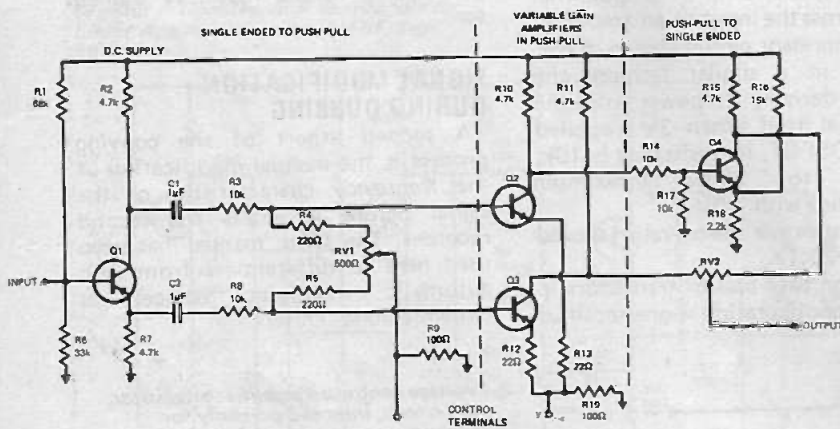 VARIABLE GAIN
AMPLIFIERS
IN PUSH-PULL
SINGLE ENDED TO PUSH PULL
PUSH-PULL TO
SINGLE ENDED
D.C. SUPPLY
R1
68k
R2
4.7k
R10
4.7k
R11
4.7k
R15
4.7k
R16
15k
C1
1µF
R3
10k
Q2
R14
10k
Q4
R4
220Ω
R17
10k
R18
2.2k
Q1
RV1
500Ω
INPUT
R5
220Ω
RV2
C2
1µF
R8
10k
Q3
R6
33k
R7
4.7k
R9
100Ω
R12
22Ω
R13
22Ω
OUTPUT
R19
100Ω
CONTROL
TERMINALS